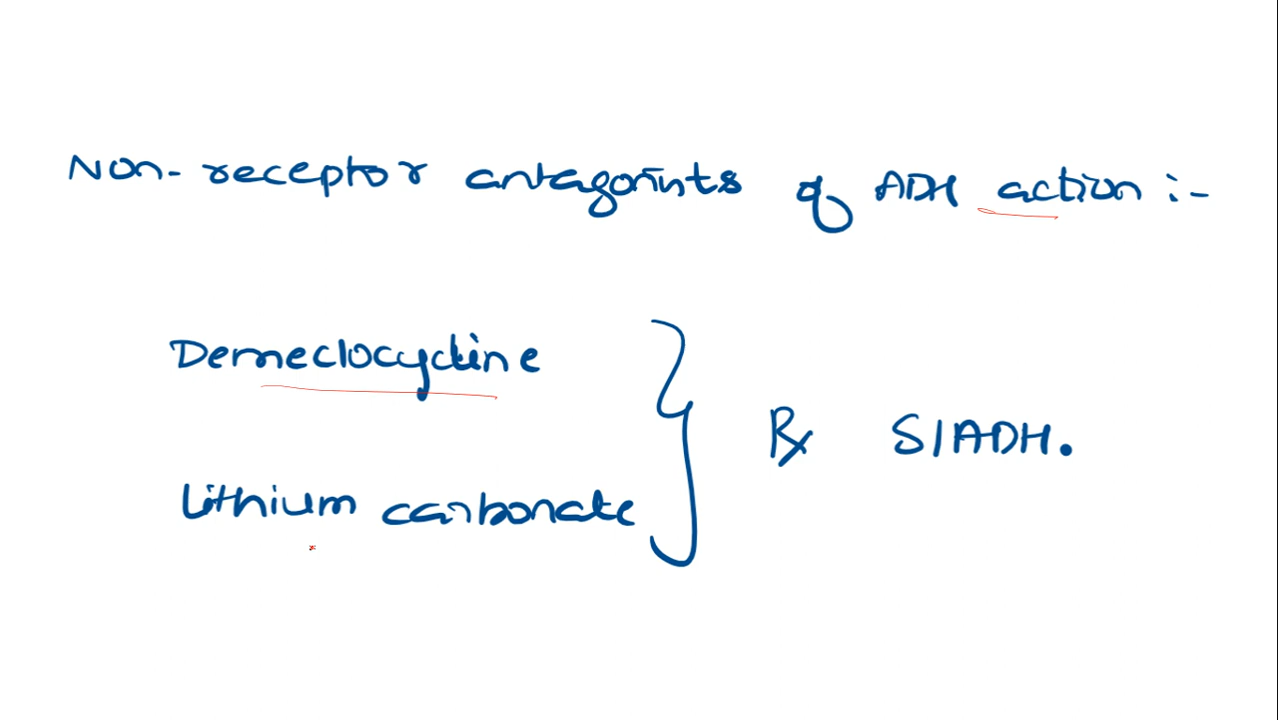 Non-receptor antagonists of ADH action :-
Demeclocycline
Lithium carbonate
Rx SIADH.